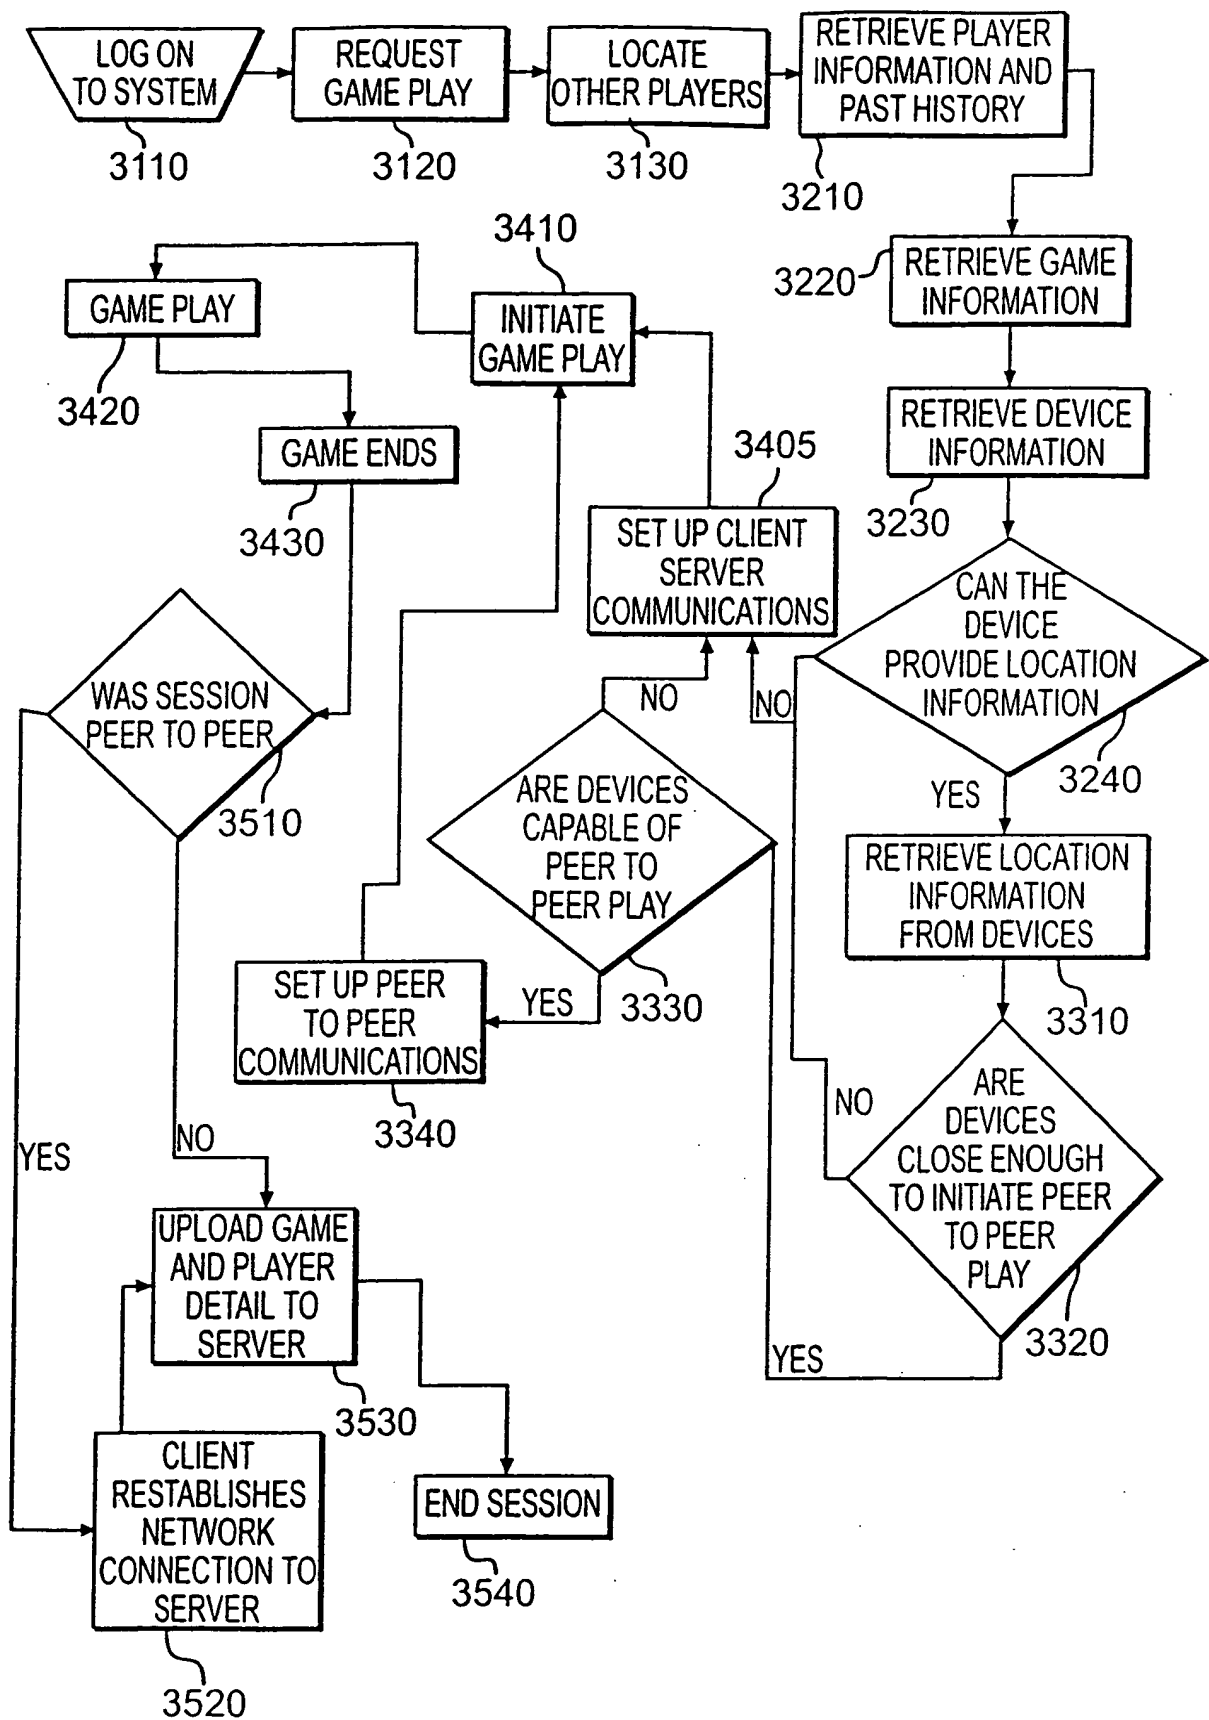 LOG ON
TO SYSTEM
3110
REQUEST
GAME PLAY
3120
LOCATE
OTHER PLAYERS
3130
RETRIEVE PLAYER
INFORMATION AND
PAST HISTORY
3210
RETRIEVE GAME
INFORMATION
3220
RETRIEVE DEVICE
INFORMATION
3230
CAN THE
DEVICE
PROVIDE LOCATION
INFORMATION
3240
NO
YES
RETRIEVE LOCATION
INFORMATION
FROM DEVICES
3310
ARE
DEVICES
CLOSE ENOUGH
TO INITIATE PEER
TO PEER
PLAY
3320
NO
YES
ARE DEVICES
CAPABLE OF
PEER TO
PEER PLAY
3330
NO
YES
SET UP PEER
TO PEER
COMMUNICATIONS
3340
3405
SET UP CLIENT
SERVER
COMMUNICATIONS
3410
INITIATE
GAME PLAY
GAME PLAY
3420
GAME ENDS
3430
WAS SESSION
PEER TO PEER
3510
YES
NO
UPLOAD GAME
AND PLAYER
DETAIL TO
SERVER
3530
CLIENT
RESTABLISHES
NETWORK
CONNECTION TO
SERVER
3520
END SESSION
3540